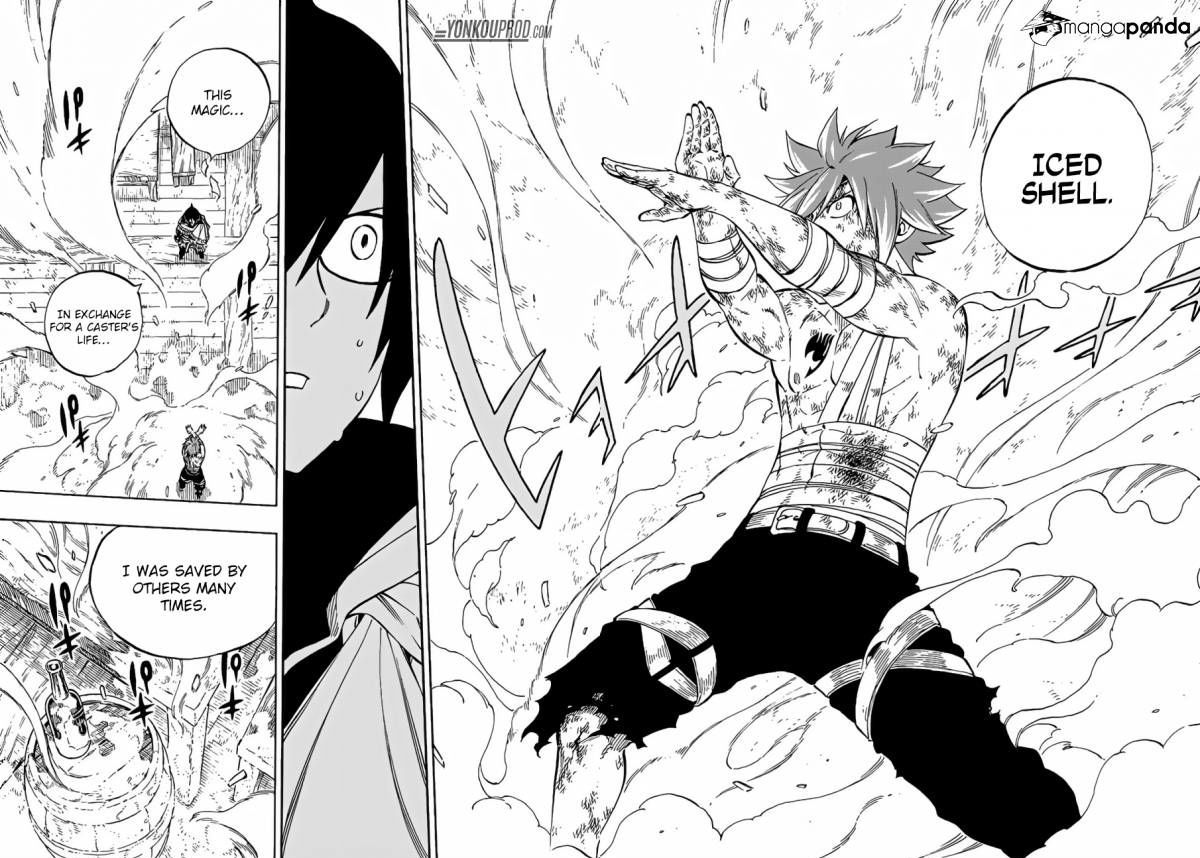 =YONKOUPROD.COM
mangapanda
ICED
SHELL.
THIS
MAGIC...
IN EXCHANGE
FOR A CASTER'S
LIFE...
I WAS SAVED BY
OTHERS MANY
TIMES.